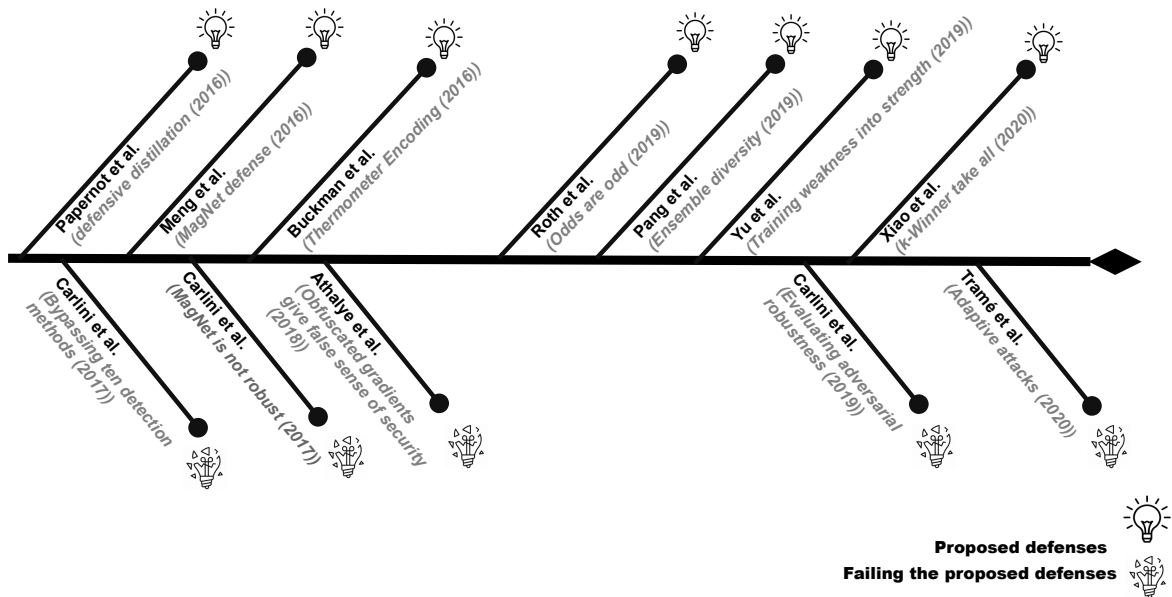 Papernot et al.
(defensive distillation (2016))
Meng et al.
(MagNet defense (2016))
Buckman et al.
(Thermometer Encoding (2016))
Roth et al.
(Odds are odd (2019))
Pang et al.
(Ensemble diversity (2019))
Yu et al.
(Training weakness into strength (2019))
Xiao et al.
(k-Winner take all (2020))
Carlini et al.
(Bypassing ten detection
methods (2017))
Carlini et al.
(MagNet is not robust (2017))
Athalye et al.
(Obfuscated gradients
give false sense of security
(2018))
Carlini et al.
(Evaluating adversarial
robustness (2019))
Tramé et al.
(Adaptive attacks (2020))
Proposed defenses
Failing the proposed defenses